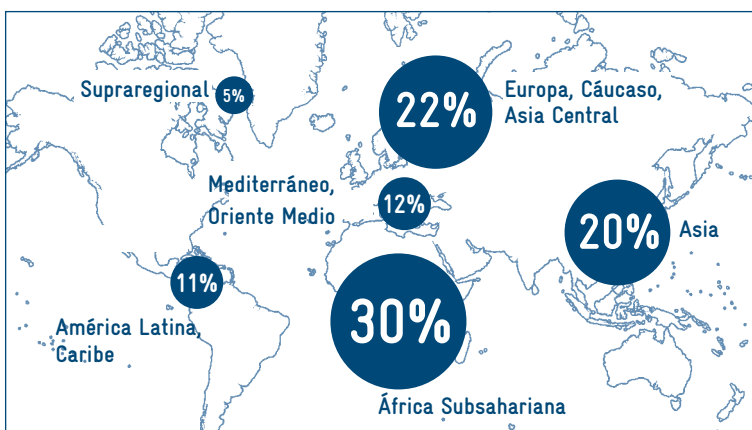 Supraregional
5%
22%
Europa, Cáucaso,
Asia Central
Mediterráneo,
Oriente Medio
12%
20%
Asia
11%
América Latina,
Caribe
30%
África Subsahariana